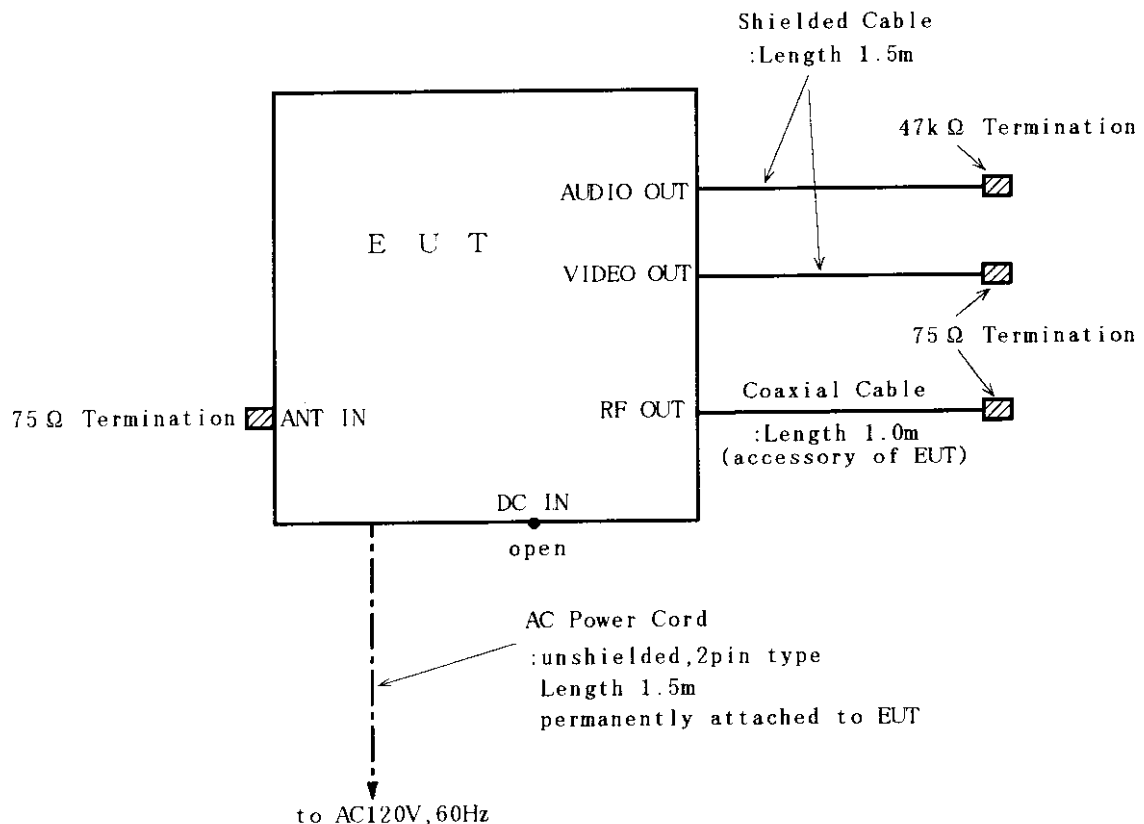 Shielded Cable
:Length 1.5m
47kΩ Termination
AUDIO OUT
E U T
VIDEO OUT
75Ω Termination
75Ω Termination
ANT IN
RF OUT
Coaxial Cable
:Length 1.0m
(accessory of EUT)
DC IN
open
AC Power Cord
:unshielded,2pin type
Length 1.5m
permanently attached to EUT
to AC120V,60Hz